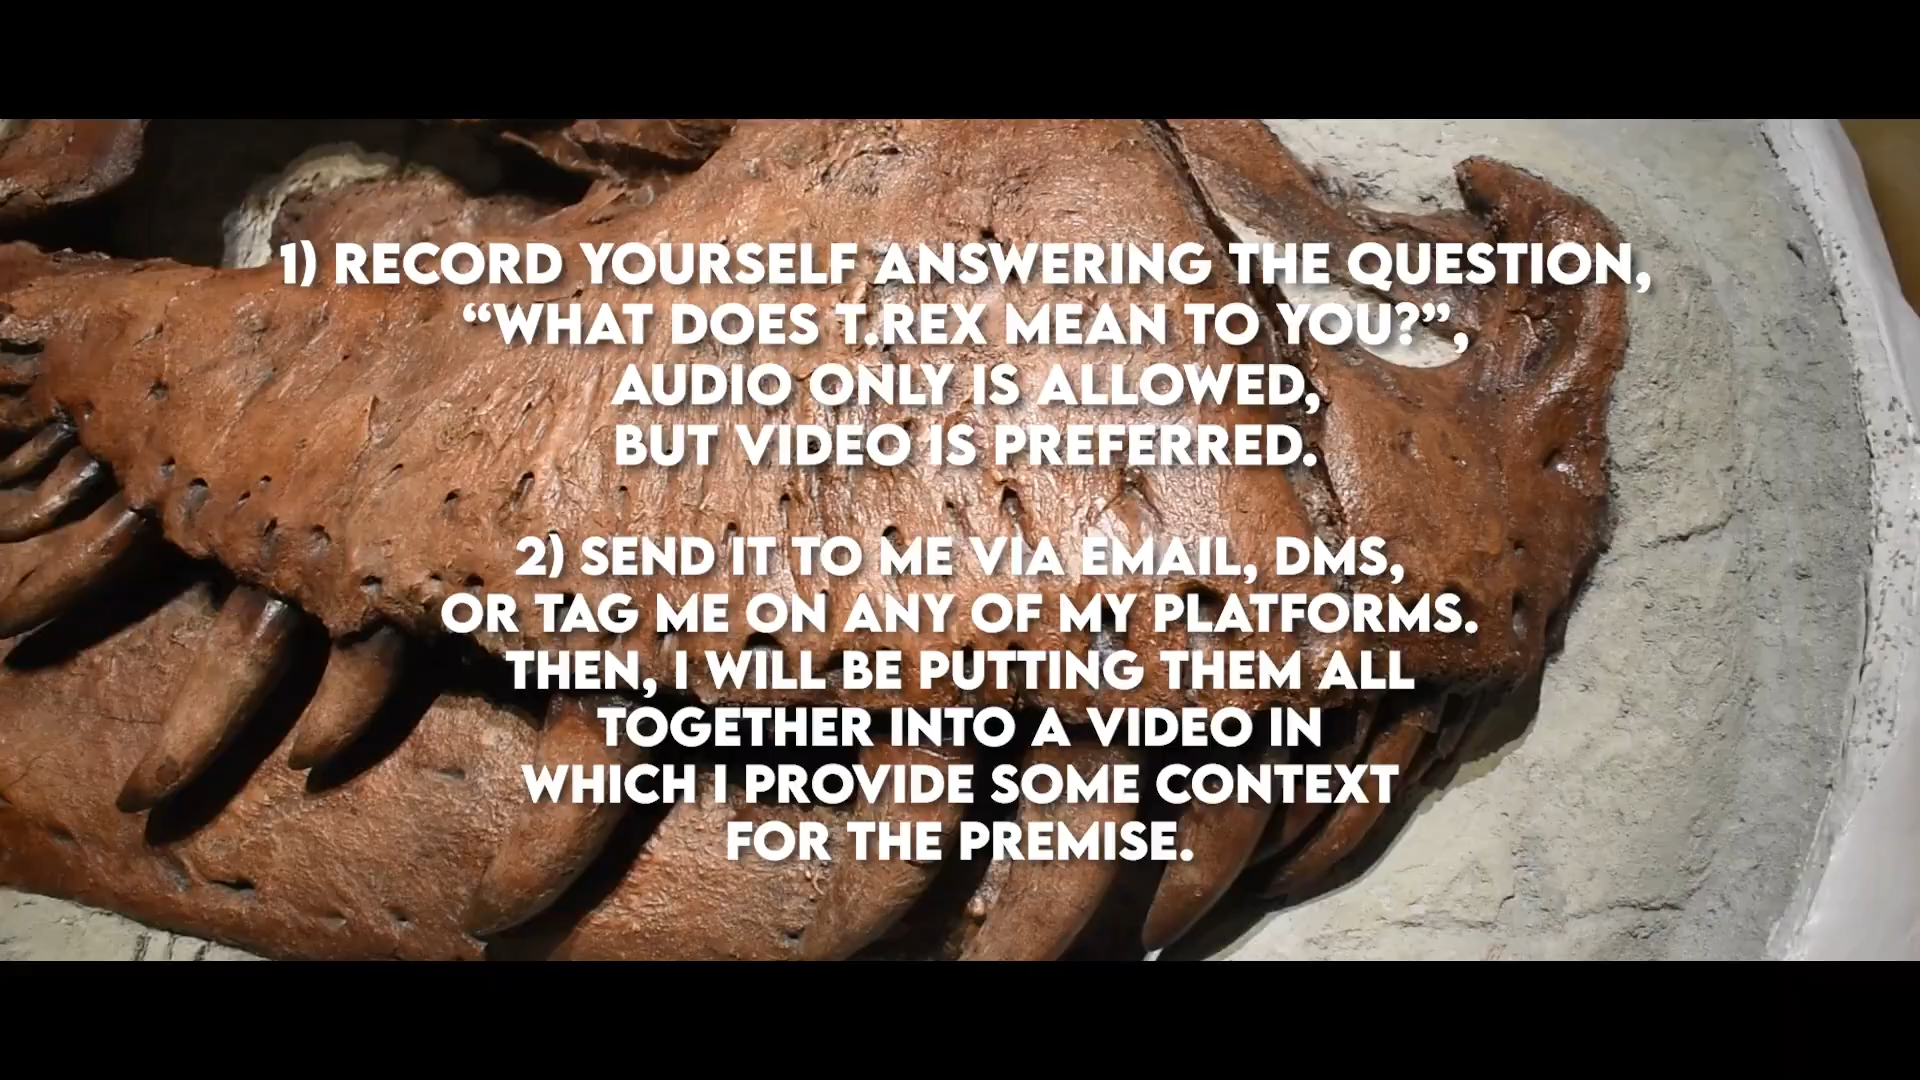 1) RECORD YOURSELF ANSWERING THE QUESTION,
“WHAT DOES T.REX MEAN TO YOU?”,
AUDIO ONLY IS ALLOWED,
BUT VIDEO IS PREFERRED.
2) SEND IT TO ME VIA EMAIL, DMS,
OR TAG ME ON ANY OF MY PLATFORMS.
THEN, I WILL BE PUTTING THEM ALL
TOGETHER INTO A VIDEO IN
WHICH I PROVIDE SOME CONTEXT
FOR THE PREMISE.